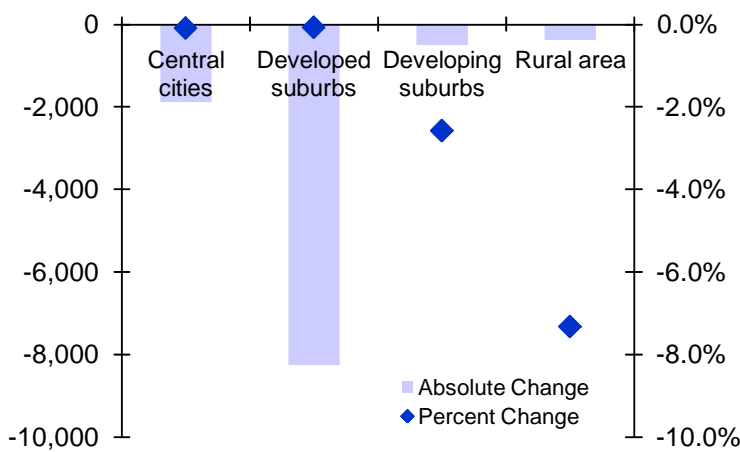 0
0.0%
Central
cities
Developed
suburbs
Developing
suburbs
Rural area
-2,000
-2.0%
-4,000
-4.0%
-6,000
-6.0%
-8,000
-8.0%
Absolute Change
Percent Change
-10,000
-10.0%